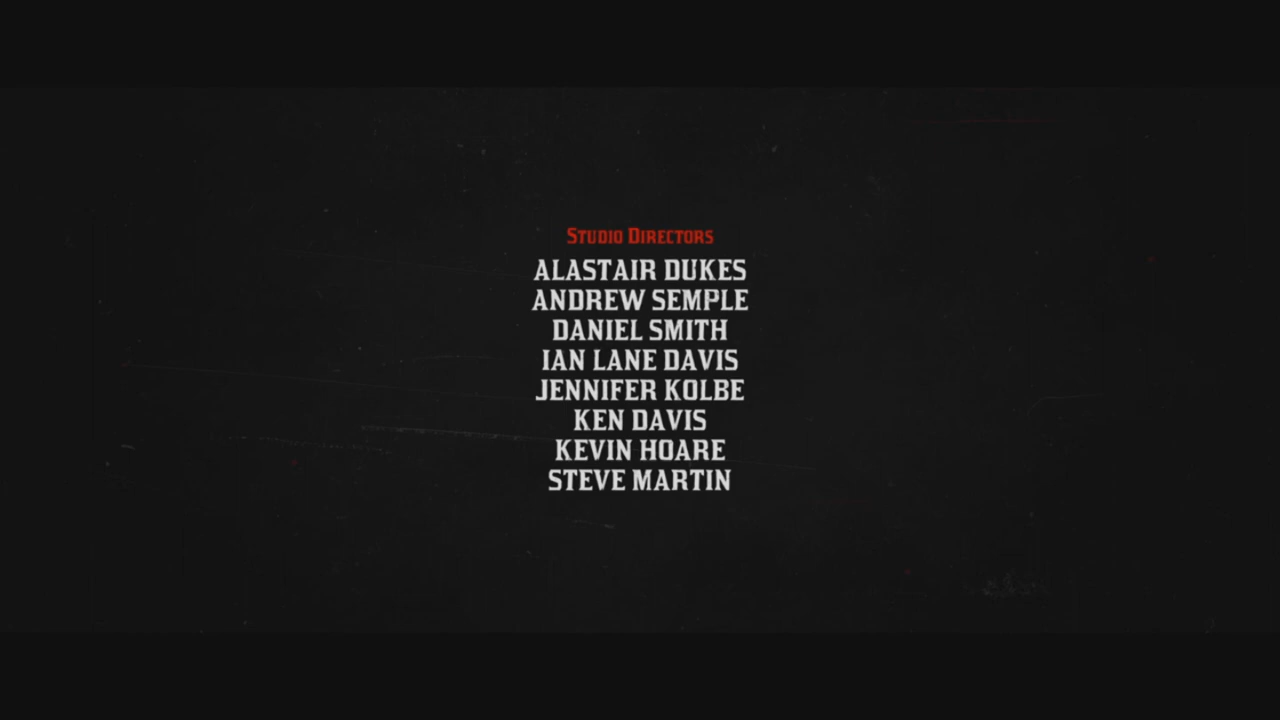 Studio Directors
ALASTAIR DUKES
ANDREW SEMPLE
DANIEL SMITH
IAN LANE DAVIS
JENNIFER KOLBE
KEN DAVIS
KEVIN HOARE
STEVE MARTIN